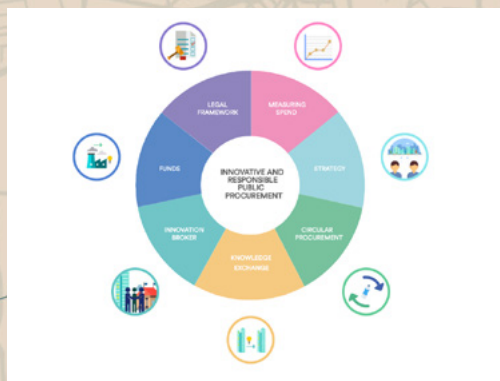 LEGAL
FRAMEWORK
MEASURING
SPEND
STRATEGY
CIRCULAR
PROCUREMENT
KNOWLEDGE
EXCHANGE
INNOVATION
BROKER
FUNDS
INNOVATIVE AND
RESPONSIBLE
PUBLIC
PROCUREMENT